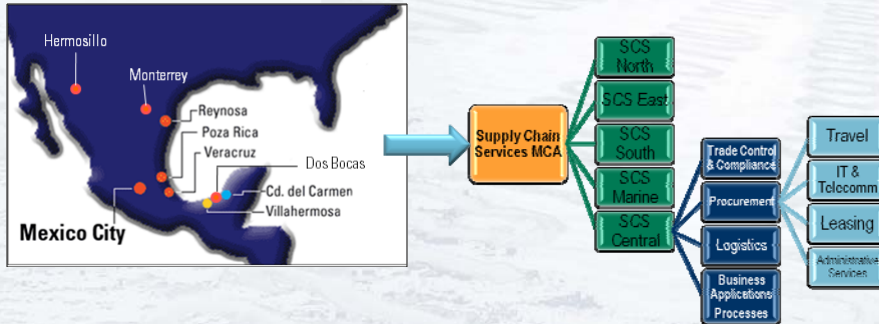 Hermosillo
Monterrey
Reynosa
Poza Rica
Veracruz
Dos Bocas
Cd. del Carmen
Villahermosa
Mexico City
Supply Chain
Services MCA
SCS
North
SCS East
SCS
South
SCS
Marine
SCS
Central
Trade Control
& Compliance
Procurement
Logistics
Business
Applications
Processes
Travel
IT &
Telecomm
Leasing
Administrative
Services